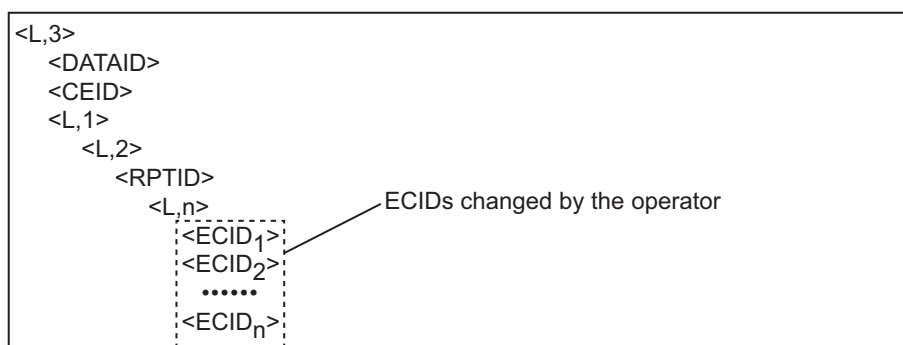 <L,3>
<DATAID>
<CEID>
<L,1>
<L,2>
<RPTID>
<L,n>
ECIDs changed by the operator
<ECID1>
<ECID2>
••••••
<ECIDn>